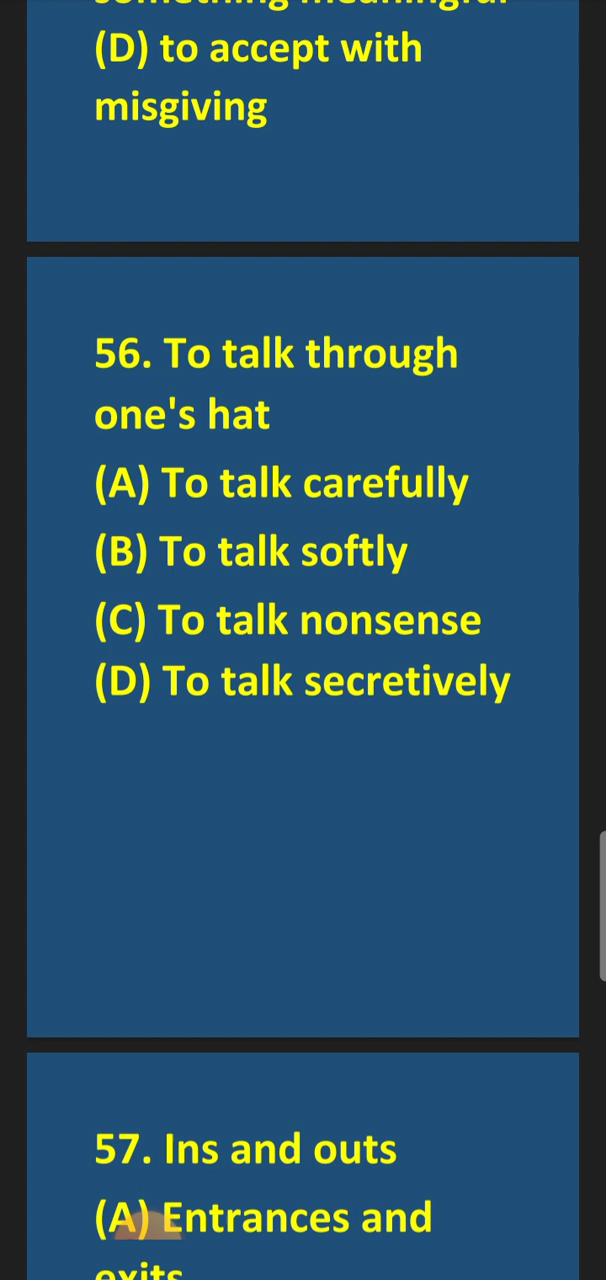 (D) to accept with
misgiving
56. To talk through
one's hat
(A) To talk carefully
(B) To talk softly
(C) To talk nonsense
(D) To talk secretively
57. Ins and outs
(A) Entrances and
exits